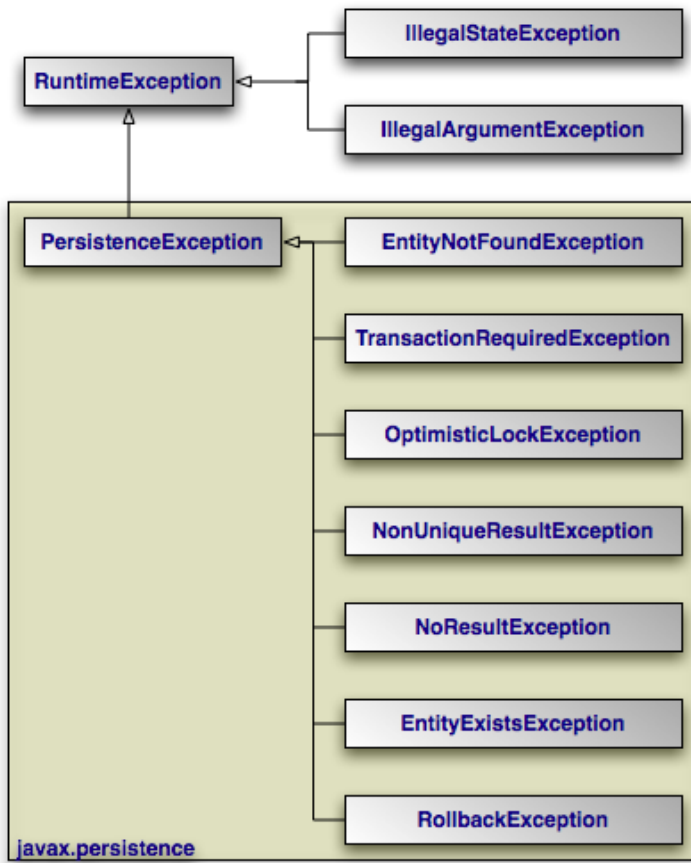 IllegalStateException
RuntimeException
IllegalArgumentException
PersistenceException
EntityNotFoundException
TransactionRequiredException
OptimisticLockException
NonUniqueResultException
NoResultException
EntityExistsException
RollbackException
javax.persistence